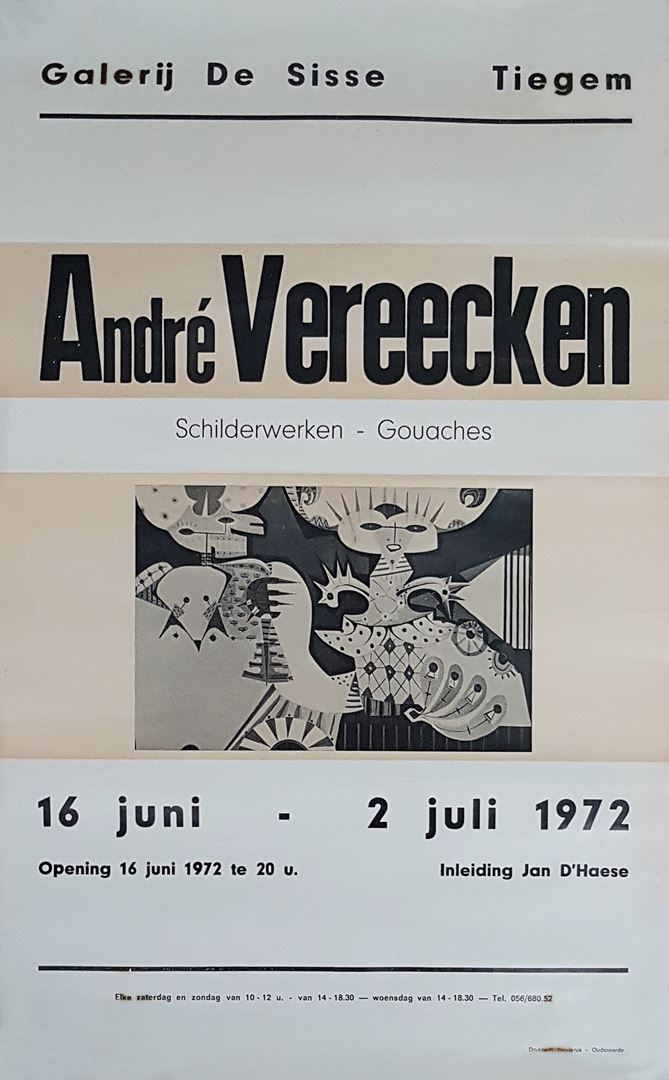 Galerij De Sisse Tiegem
André Vereecken
Schilderwerken - Gouaches
16 juni - 2 juli 1972
Opening 16 juni 1972 te 20 u. Inleiding Jan D'Haese
Elke zaterdag en zondag van 10-12 u. - van 14-18.30 — woensdag van 14-18.30 — Tel. 056/680.52
Drukkerij - Oudenaarde